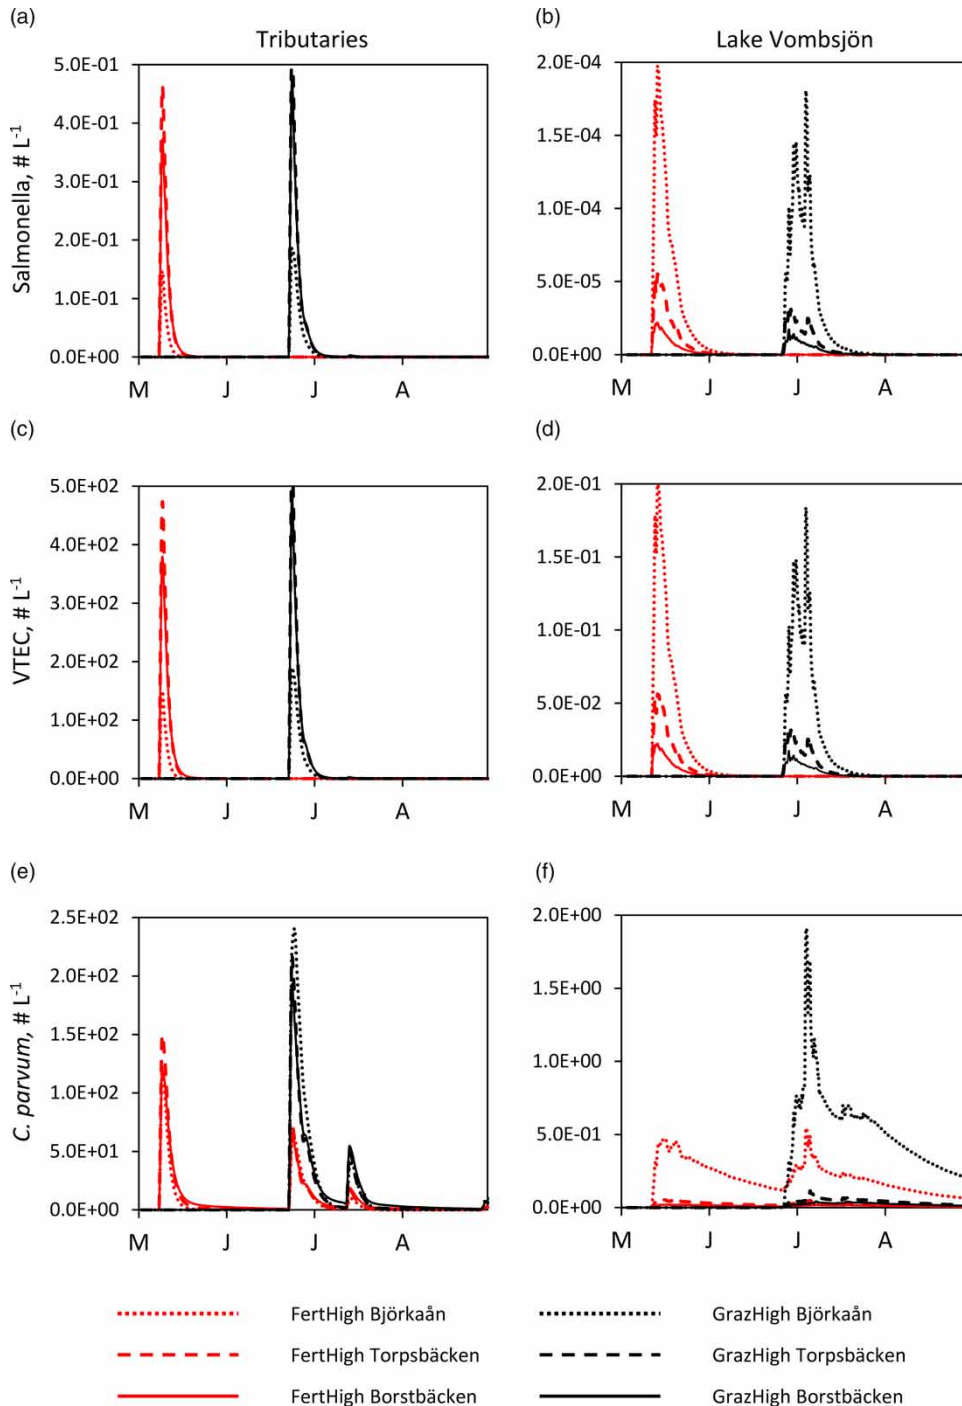 (a)
(b)
Tributaries
Lake Vombsjön
Salmonella, # L-1
5.0E-01
4.0E-01
3.0E-01
2.0E-01
1.0E-01
0.0E+00
M J J A
2.0E-04
1.5E-04
1.0E-04
5.0E-05
0.0E+00
M J J A
(c)
(d)
VTEC, # L-1
5.0E+02
4.0E+02
3.0E+02
2.0E+02
1.0E+02
0.0E+00
M J J A
2.0E-01
1.5E-01
1.0E-01
5.0E-02
0.0E+00
M J J A
(e)
(f)
C. parvum, # L-1
2.5E+02
2.0E+02
1.5E+02
1.0E+02
5.0E+01
0.0E+00
M J J A
2.0E+00
1.5E+00
1.0E+00
5.0E-01
0.0E+00
M J J A
FertHigh Björkaån
GrazHigh Björkaån
FertHigh Torpsbäcken
GrazHigh Torpsbäcken
FertHigh Borstbäcken
GrazHigh Borstbäcken